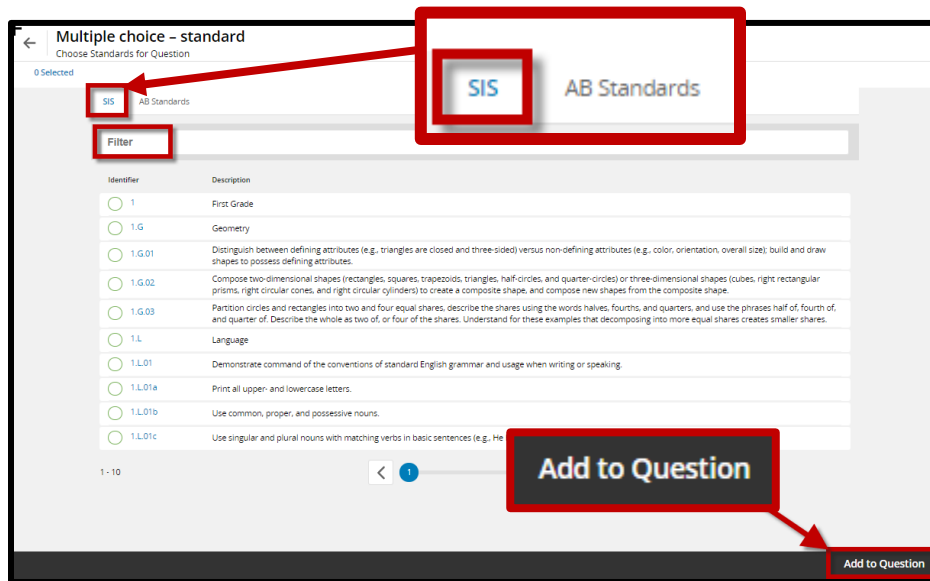 Multiple choice – standard
Choose Standards for Question
0 Selected
SIS AB Standards
SIS AB Standards
Filter
Identifier Description
1 First Grade
1.G Geometry
1.G.01 Distinguish between defining attributes (e.g., triangles are closed and three-sided) versus non-defining attributes (e.g., color, orientation, overall size); build and draw
shapes to possess defining attributes.
1.G.02 Compose two-dimensional shapes (rectangles, squares, trapezoids, triangles, half-circles, and quarter-circles) or three-dimensional shapes (cubes, right rectangular
prisms, right circular cones, and right circular cylinders) to create a composite shape, and compose new shapes from the composite shape.
1.G.03 Partition circles and rectangles into two and four equal shares, describe the shares using the words halves, fourths, and quarters, and use the phrases half of, fourth of,
and quarter of. Describe the whole as two of, or four of the shares. Understand for these examples that decomposing into more equal shares creates smaller shares.
1.L Language
1.L.01 Demonstrate command of the conventions of standard English grammar and usage when writing or speaking.
1.L.01a Print all upper- and lowercase letters.
1.L.01b Use common, proper, and possessive nouns.
1.L.01c Use singular and plural nouns with matching verbs in basic sentences (e.g., He
1 - 10 1
Add to Question
Add to Question